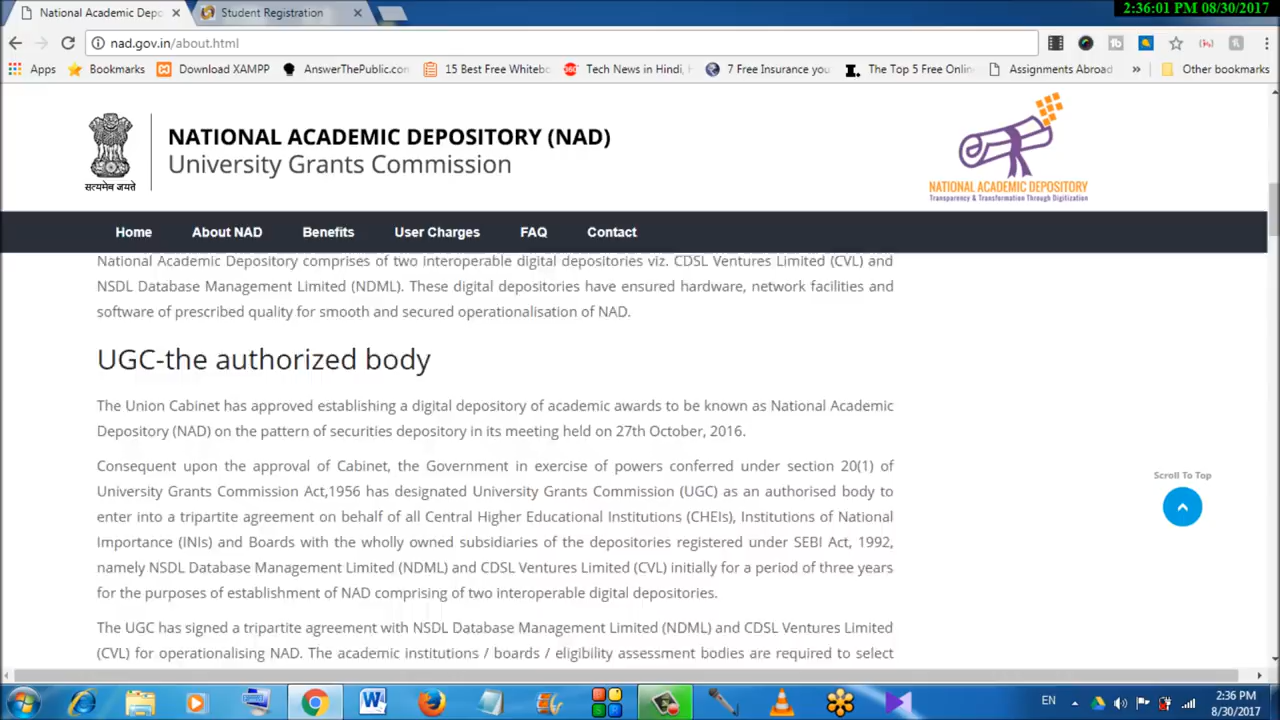 2:36:01 PM 08/30/2017
National Academic Depo
Student Registration
nad.gov.in/about.html
Apps Bookmarks Download XAMPP AnswerThePublic.co 15 Best Free Whitebo Tech News in Hindi, 7 Free Insurance you The Top 5 Free Onli Assignments Abroad » Other bookmarks
सत्यमेव जयते
NATIONAL ACADEMIC DEPOSITORY (NAD)
University Grants Commission
NATIONAL ACADEMIC DEPOSITORY
Transparency & Transformation Through Digitization
Home About NAD Benefits User Charges FAQ Contact
National Academic Depository comprises of two interoperable digital depositories viz. CDSL Ventures Limited (CVL) and
NSDL Database Management Limited (NDML). These digital depositories have ensured hardware, network facilities and
software of prescribed quality for smooth and secured operationalisation of NAD.
UGC-the authorized body
The Union Cabinet has approved establishing a digital depository of academic awards to be known as National Academic
Depository (NAD) on the pattern of securities depository in its meeting held on 27th October, 2016.
Consequent upon the approval of Cabinet, the Government in exercise of powers conferred under section 20(1) of
University Grants Commission Act,1956 has designated University Grants Commission (UGC) as an authorised body to
enter into a tripartite agreement on behalf of all Central Higher Educational Institutions (CHEIs), Institutions of National
Importance (INIs) and Boards with the wholly owned subsidiaries of the depositories registered under SEBI Act, 1992,
namely NSDL Database Management Limited (NDML) and CDSL Ventures Limited (CVL) initially for a period of three years
for the purposes of establishment of NAD comprising of two interoperable digital depositories.
Scroll To Top
The UGC has signed a tripartite agreement with NSDL Database Management Limited (NDML) and CDSL Ventures Limited
(CVL) for operationalising NAD. The academic institutions / boards / eligibility assessment bodies are required to select
EN
2:36 PM
8/30/2017